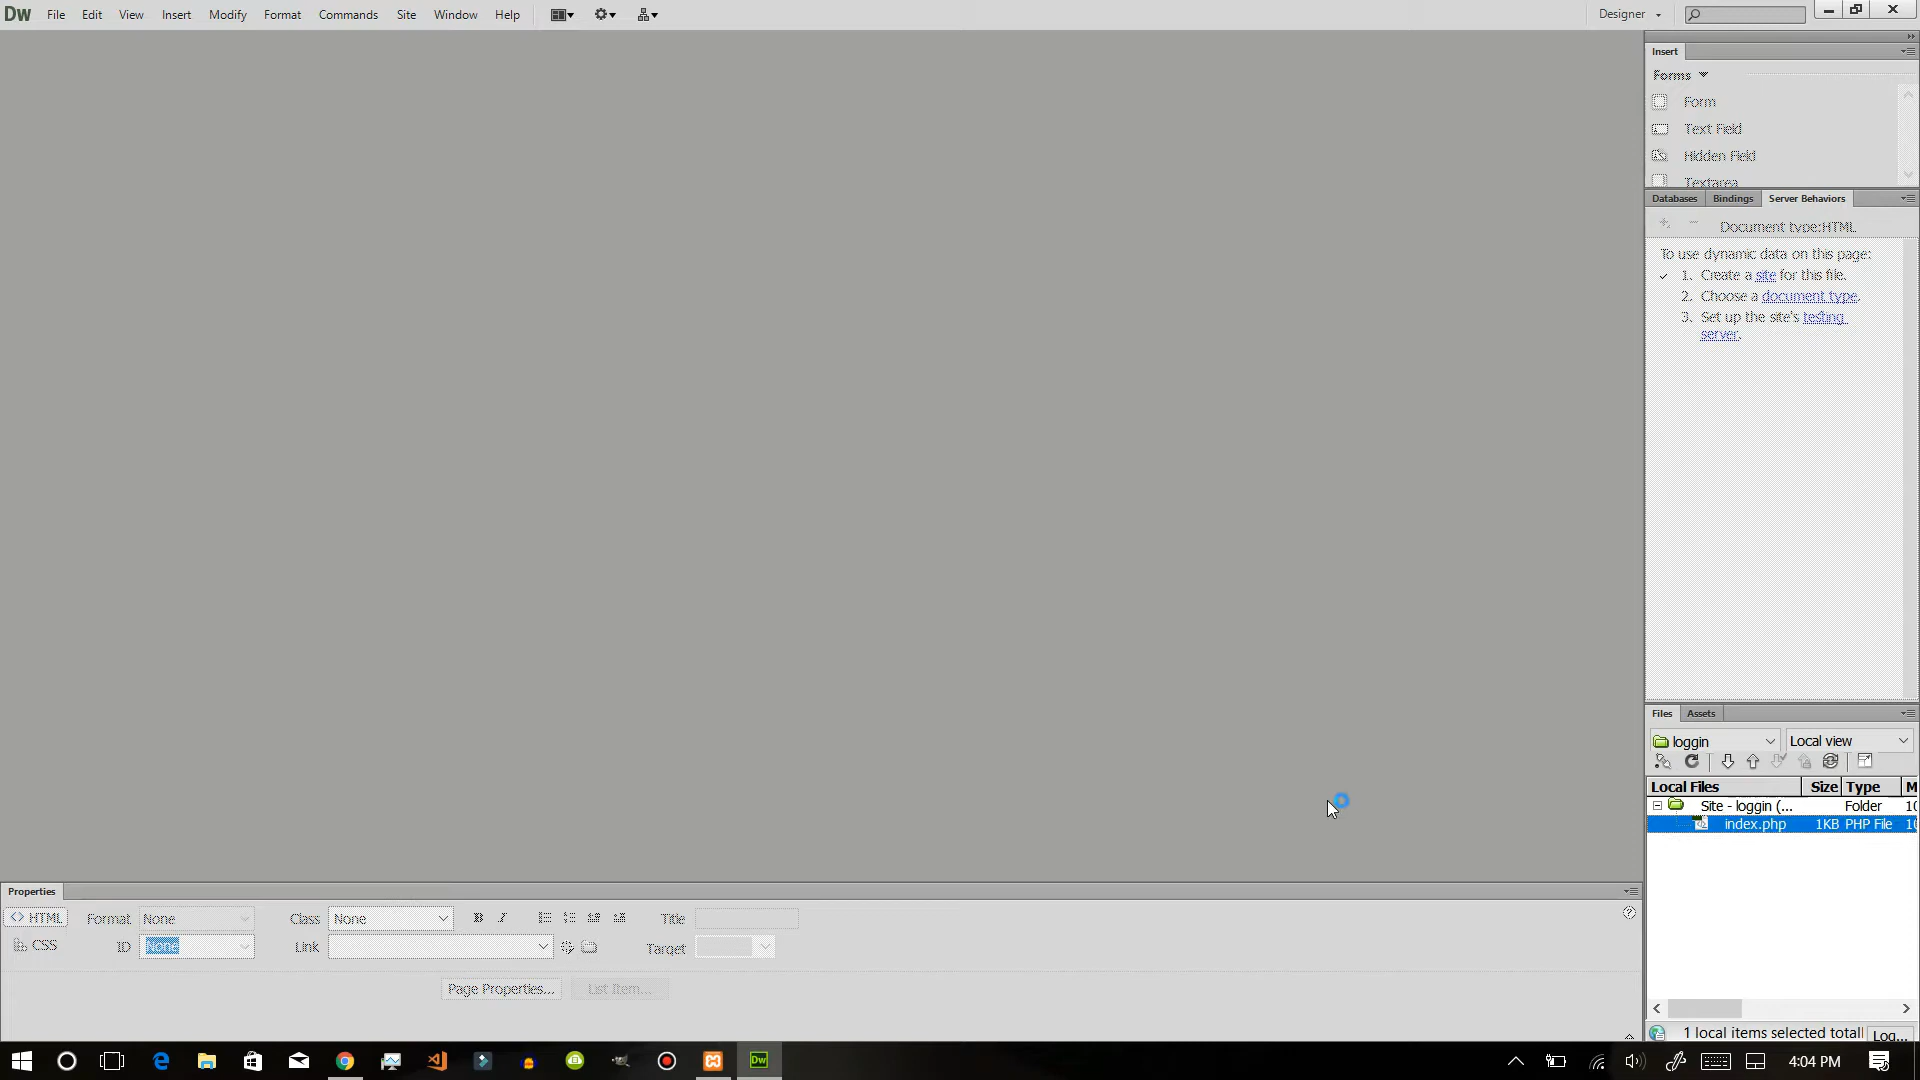 Dw File Edit View Insert Modify Format Commands Site Window Help Designer
Insert
Forms
Form
Text Field
Hidden Field
Textarea
Databases Bindings Server Behaviors
Document type:HTML
To use dynamic data on this page:
1. Create a site for this file.
2. Choose a document type.
3. Set up the site's testing
server.
Files Assets
loggin Local view
Local Files Size Type M
Site - loggin (... Folder 10
index.php 1KB PHP File 10
1 local items selected totall Log...
Properties
<> HTML Format None Class None B I Title
CSS ID None Link Target
Page Properties... List Item...
Dw 4:04 PM